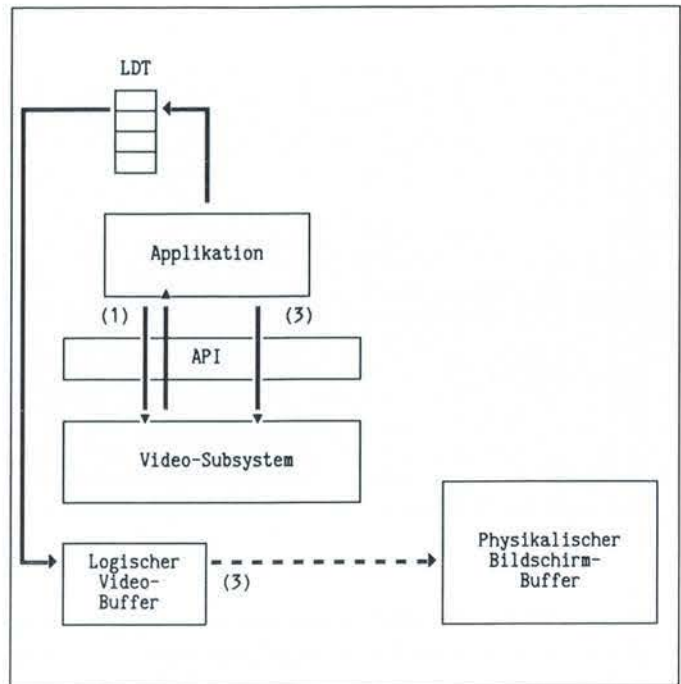 LDT
Applikation
(1)
(3)
API
Video-Subsystem
Logischer
Video-
Buffer
(3)
Physikalischer
Bildschirm-
Buffer